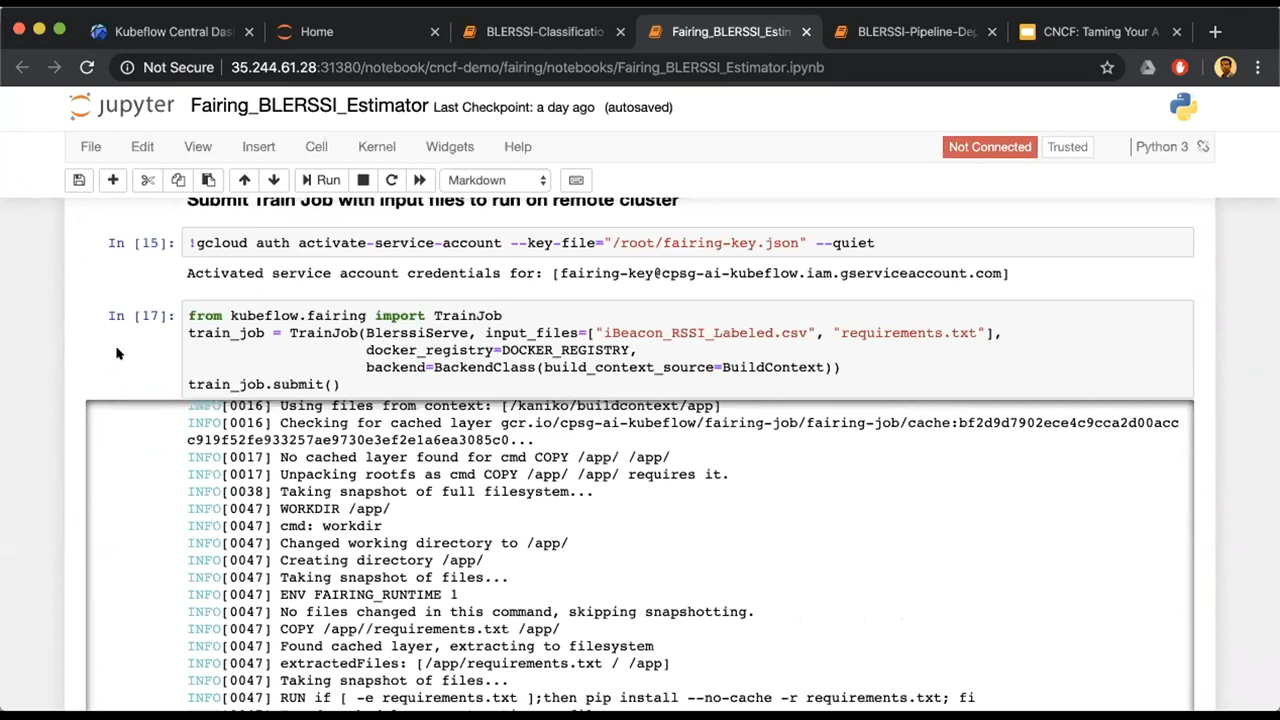 Kubeflow Central Das
Home
BLERSSI-Classificatio
Fairing_BLERSSI_Estin
BLERSSI-Pipeline-Dep
CNCF: Taming Your A
Not Secure 35.244.61.28:31380/notebook/cncf-demo/fairing/notebooks/Fairing_BLERSSI_Estimator.ipynb
jupyter Fairing_BLERSSI_Estimator Last Checkpoint: a day ago (autosaved)
File Edit View Insert Cell Kernel Widgets Help Not Connected Trusted Python 3
Run Markdown
Submit Train Job with input files to run on remote cluster
In [15]: !gcloud auth activate-service-account --key-file="/root/fairing-key.json" --quiet
Activated service account credentials for: [fairing-key@cpsg-ai-kubeflow.iam.gserviceaccount.com]
In [17]: from kubeflow.fairing import TrainJob
train_job = TrainJob(BlerssiServe, input_files=["iBeacon_RSSI_Labeled.csv", "requirements.txt"],
docker_registry=DOCKER_REGISTRY,
backend=BackendClass(build_context_source=BuildContext))
train_job.submit()
INFO[0016] Using files from context: [/kaniko/buildcontext/app]
INFO[0016] Checking for cached layer gcr.io/cpsg-ai-kubeflow/fairing-job/fairing-job/cache:bf2d9d7902ece4c9cca2d00acc
c919f52fe933257ae9730e3ef2e1a6ea3085c0...
INFO[0017] No cached layer found for cmd COPY /app/ /app/
INFO[0017] Unpacking rootfs as cmd COPY /app/ /app/ requires it.
INFO[0038] Taking snapshot of full filesystem...
INFO[0047] WORKDIR /app/
INFO[0047] cmd: workdir
INFO[0047] Changed working directory to /app/
INFO[0047] Creating directory /app/
INFO[0047] Taking snapshot of files...
INFO[0047] ENV FAIRING_RUNTIME 1
INFO[0047] No files changed in this command, skipping snapshotting.
INFO[0047] COPY /app//requirements.txt /app/
INFO[0047] Found cached layer, extracting to filesystem
INFO[0047] extractedFiles: [/app/requirements.txt / /app]
INFO[0047] Taking snapshot of files...
INFO[0047] RUN if [ -e requirements.txt ];then pip install --no-cache -r requirements.txt; fi